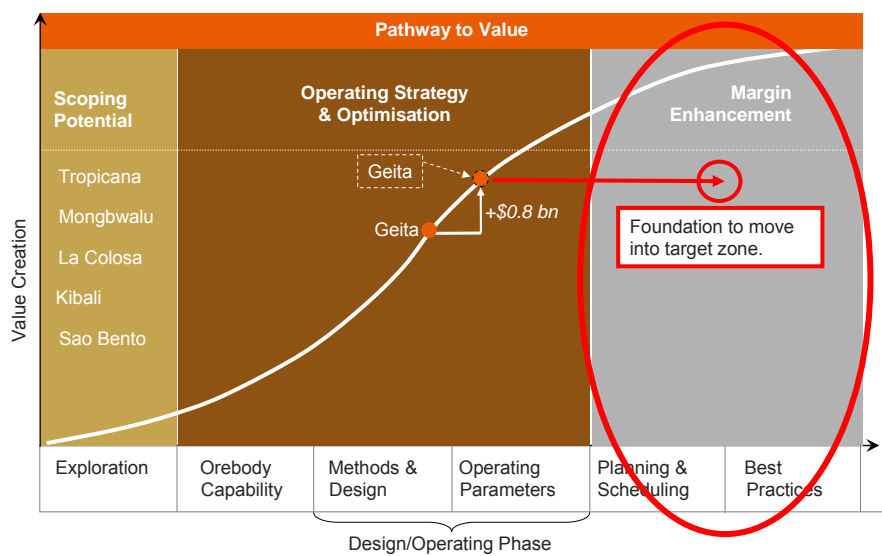 Pathway to Value
Scoping
Potential
Operating Strategy
& Optimisation
Margin
Enhancement
Tropicana
Mongbwalu
La Colosa
Kibali
Sao Bento
Geita
Geita
+$0.8 bn
Foundation to move
into target zone.
Value Creation
Exploration
Orebody
Capability
Methods &
Design
Operating
Parameters
Planning &
Scheduling
Best
Practices
Design/Operating Phase